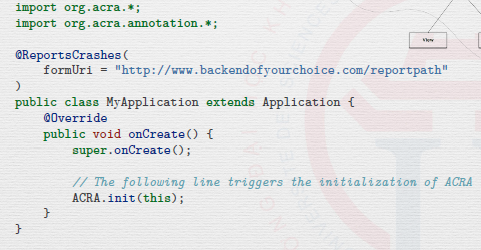 import org.acra.*;
import org.acra.annotation.*;
View
@ReportsCrashes(
    formUri = "http://www.backendofyourchoice.com/reportpath"
)
public class MyApplication extends Application {
    @Override
    public void onCreate() {
        super.onCreate();

        // The following line triggers the initialization of ACRA
        ACRA.init(this);
    }
}